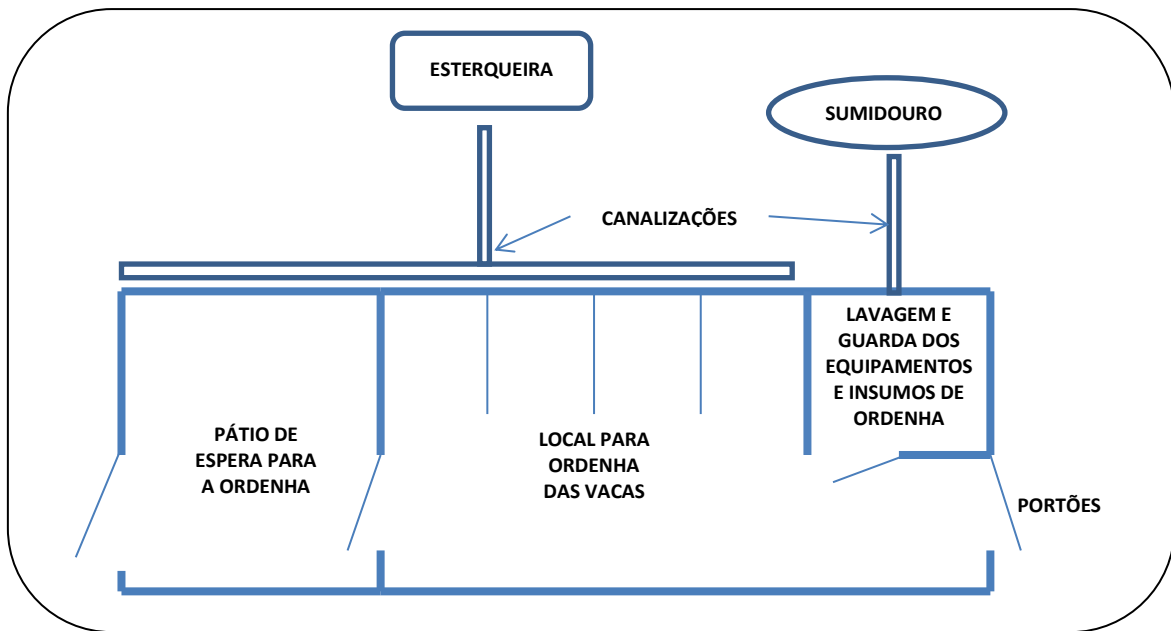 ESTERQUEIRA
SUMIDOURO
CANALIZAÇÕES
LAVAGEM E
GUARDA DOS
EQUIPAMENTOS
E INSUMOS DE
ORDENHA
PÁTIO DE
ESPERA PARA
A ORDENHA
LOCAL PARA
ORDENHA
DAS VACAS
PORTÕES